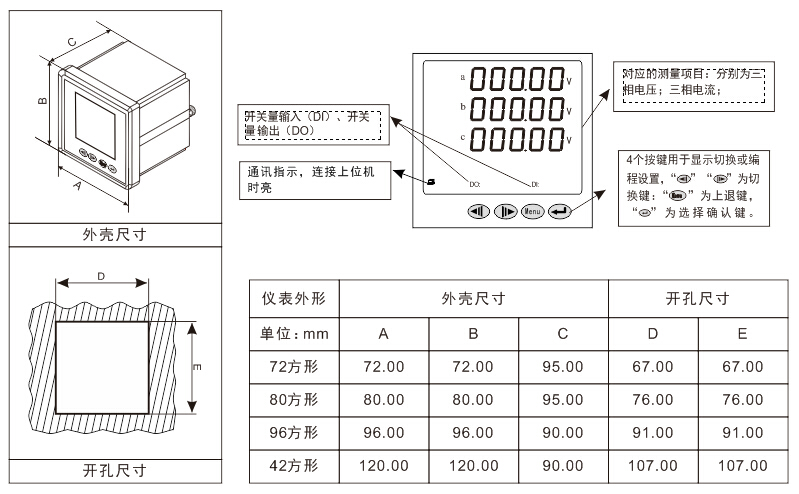 C
B
A
外壳尺寸
D
E
开孔尺寸
a 000.00 V
b 000.00 V
c 000.00 V
DO:
DI:
Menu
开关量输入（DI）、开关
量输出（DO）
通讯指示，连接上位机
时亮
对应的测量项目：分别为三
相电压；三相电流；
4个按键用于显示切换或编
程设置，“ ” “ ”为切
换键：“Menu”为上退键，
“ ”为选择确认键。
仪表外形 外壳尺寸 开孔尺寸
单位：mm A B C D E
72方形 72.00 72.00 95.00 67.00 67.00
80方形 80.00 80.00 95.00 76.00 76.00
96方形 96.00 96.00 90.00 91.00 91.00
42方形 120.00 120.00 90.00 107.00 107.00